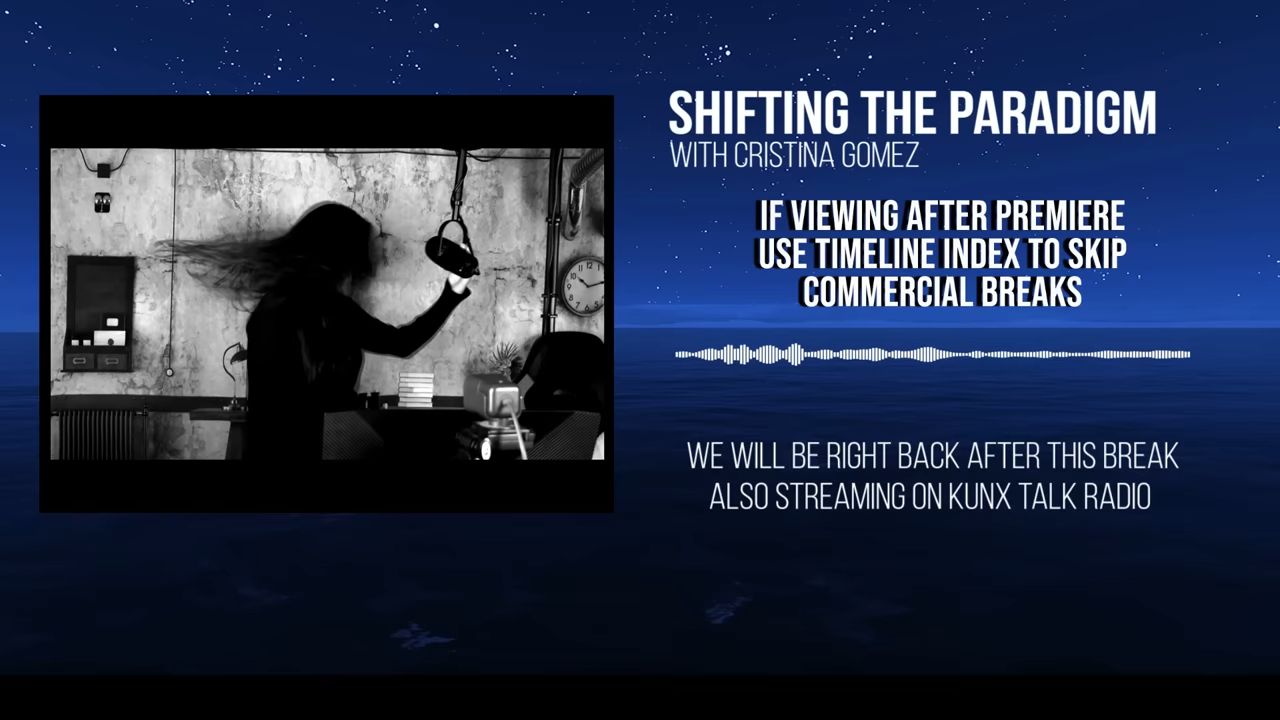 SHIFTING THE PARADIGM
WITH CRISTINA GOMEZ
IF VIEWING AFTER PREMIERE
USE TIMELINE INDEX TO SKIP
COMMERCIAL BREAKS
WE WILL BE RIGHT BACK AFTER THIS BREAK
ALSO STREAMING ON KUNX TALK RADIO